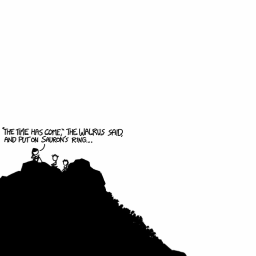 "THE TIME HAS COME," THE WALRUS SAID,
AND PUT ON SAURON'S RING...